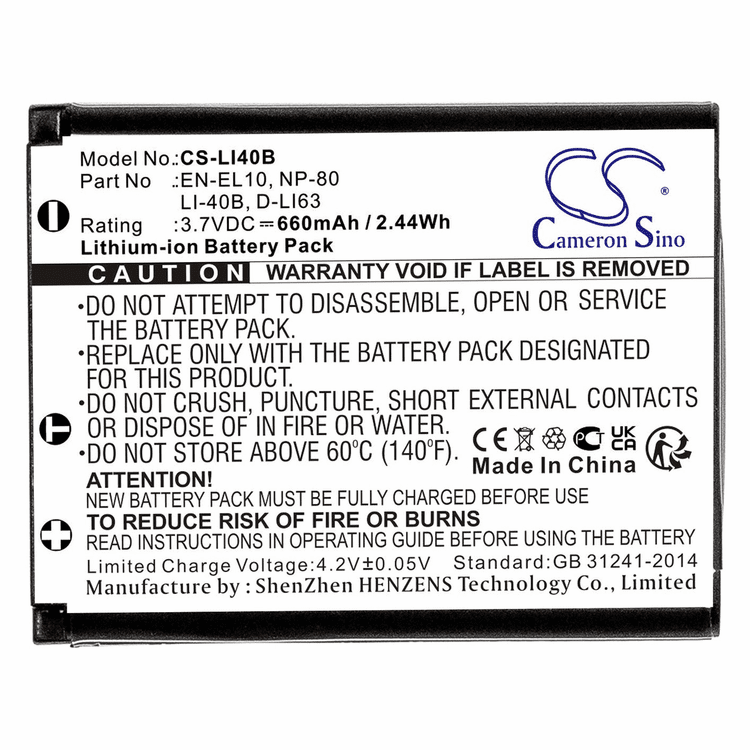 Model No.: CS-LI40B
Part No : EN-EL10, NP-80
LI-40B, D-LI63
Rating : 3.7VDC ⎓ 660mAh / 2.44Wh
Lithium-ion Battery Pack
CS
Cameron Sino
CAUTION WARRANTY VOID IF LABEL IS REMOVED
•DO NOT ATTEMPT TO DISASSEMBLE, OPEN OR SERVICE
THE BATTERY PACK.
•REPLACE ONLY WITH THE BATTERY PACK DESIGNATED
FOR THIS PRODUCT.
•DO NOT CRUSH, PUNCTURE, SHORT EXTERNAL CONTACTS
OR DISPOSE OF IN FIRE OR WATER.
•DO NOT STORE ABOVE 60°C (140°F).
CE PC UK CA
Made In China
ATTENTION!
NEW BATTERY PACK MUST BE FULLY CHARGED BEFORE USE
TO REDUCE RISK OF FIRE OR BURNS
READ INSTRUCTIONS IN OPERATING GUIDE BEFORE USING BATTERY.
Limited Charge Voltage:4.2V±0.05V Standard:GB 31241-2014
Manufacture by : ShenZhen HENZENS Technology Co., Limited